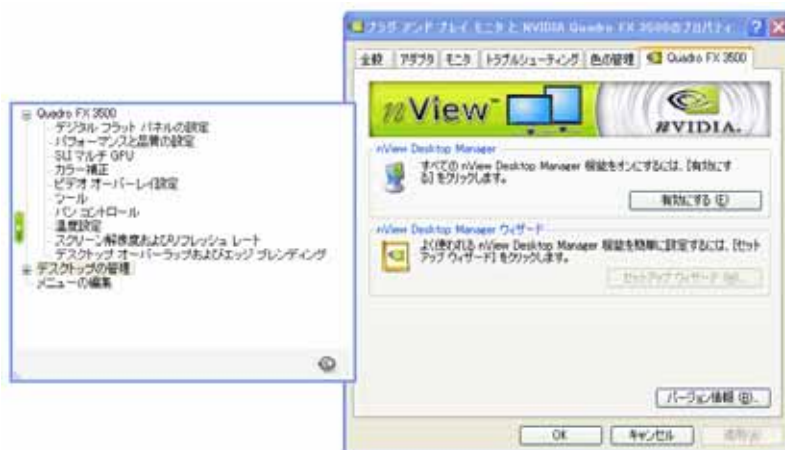 プラグ アンド プレイ モニタ と NVIDIA Quadro FX 3500のプロパティ
全般 アダプタ モニタ トラブルシューティング 色の管理 Quadro FX 3500
nView™
NVIDIA.
nView Desktop Manager
すべての nView Desktop Manager 機能をオンにするには、[有効にす
る] をクリックします。
有効にする (E)
nView Desktop Manager ウィザード
よく使われる nView Desktop Manager 機能を簡単に設定するには、[セット
アップ ウィザード] をクリックします。
セットアップ ウィザード (W)...
バージョン情報 (B)...
OK キャンセル 適用(A)
Quadro FX 3500
デジタル フラット パネルの設定
パフォーマンスと品質の設定
SLI マルチ GPU
カラー補正
ビデオ オーバーレイ設定
ツール
パン コントロール
温度設定
スクリーン解像度およびリフレッシュ レート
デスクトップ オーバーラップおよびエッジ ブレンディング
デスクトップの管理
メニューの編集